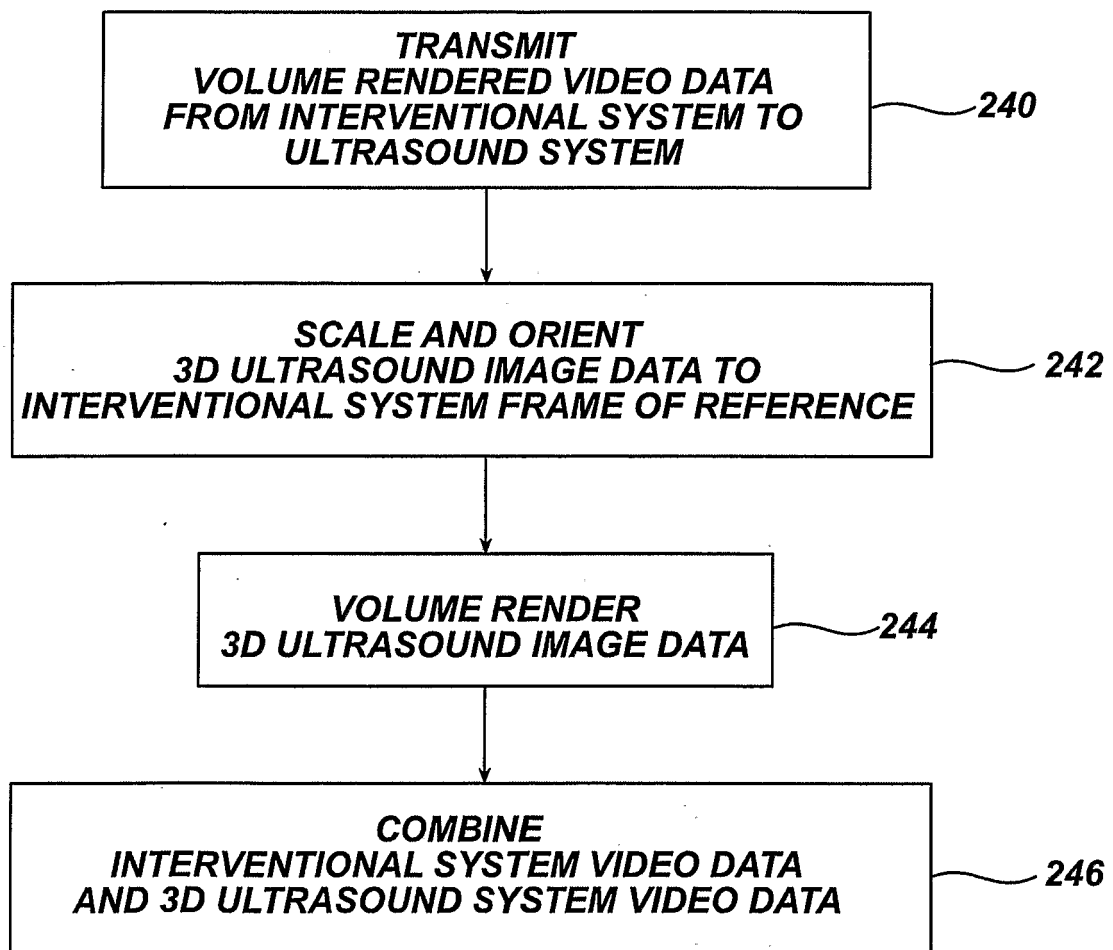 TRANSMIT
VOLUME RENDERED VIDEO DATA
FROM INTERVENTIONAL SYSTEM TO
ULTRASOUND SYSTEM
240
SCALE AND ORIENT
3D ULTRASOUND IMAGE DATA TO
INTERVENTIONAL SYSTEM FRAME OF REFERENCE
242
VOLUME RENDER
3D ULTRASOUND IMAGE DATA
244
COMBINE
INTERVENTIONAL SYSTEM VIDEO DATA
AND 3D ULTRASOUND SYSTEM VIDEO DATA
246